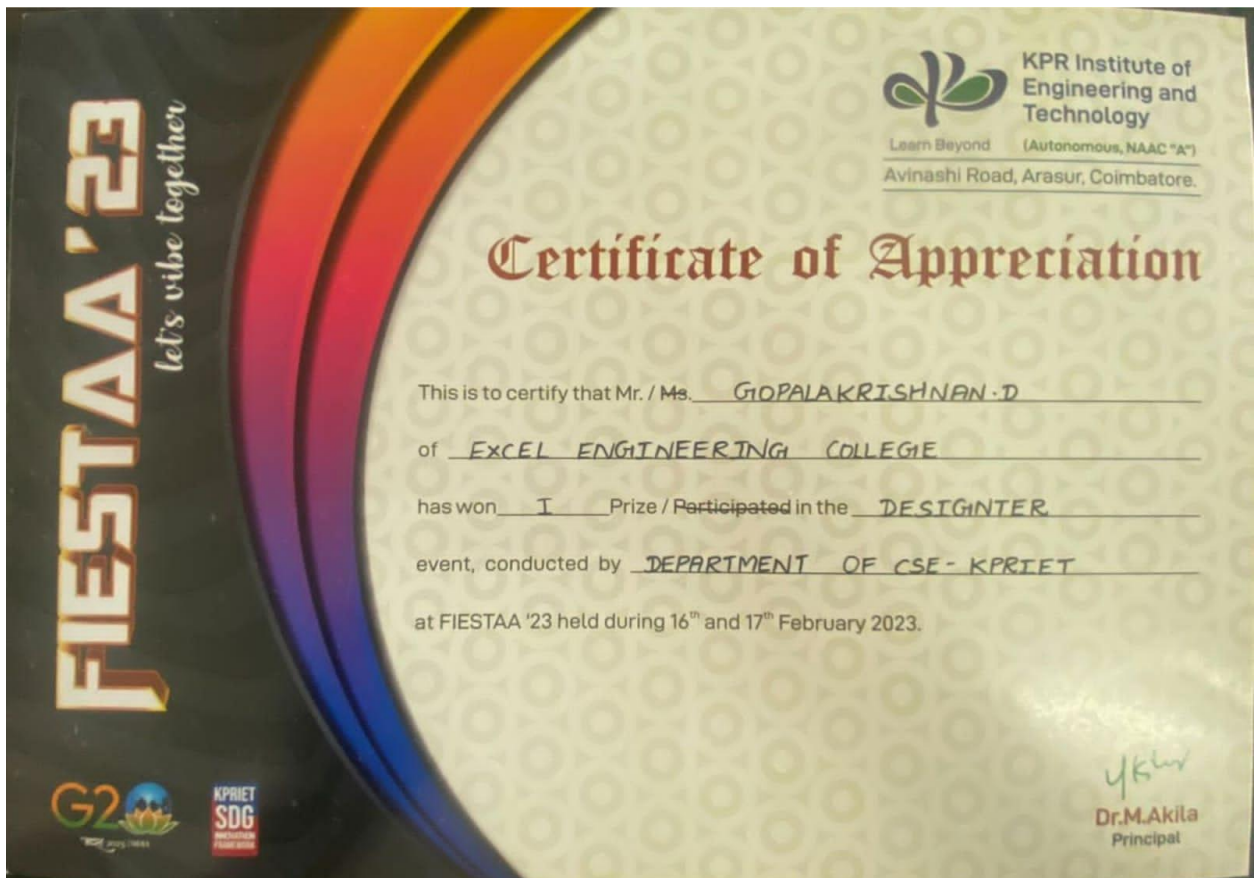 FIESTAA '23
let's vibe together
KPR Institute of
Engineering and
Technology
Learn Beyond (Autonomous, NAAC "A")
Avinashi Road, Arasur, Coimbatore.
Certificate of Appreciation
This is to certify that Mr. / Ms. GOPALAKRISHNAN.D
of EXCEL ENGINEERING COLLEGE
has won I Prize / Participated in the DESIGINTER
event, conducted by DEPARTMENT OF CSE- KPRIET
at FIESTAA '23 held during 16th and 17th February 2023.
G20
KPRIET
SDG
INNOVATION
FRAMEWORK
Dr.M.Akila
Principal